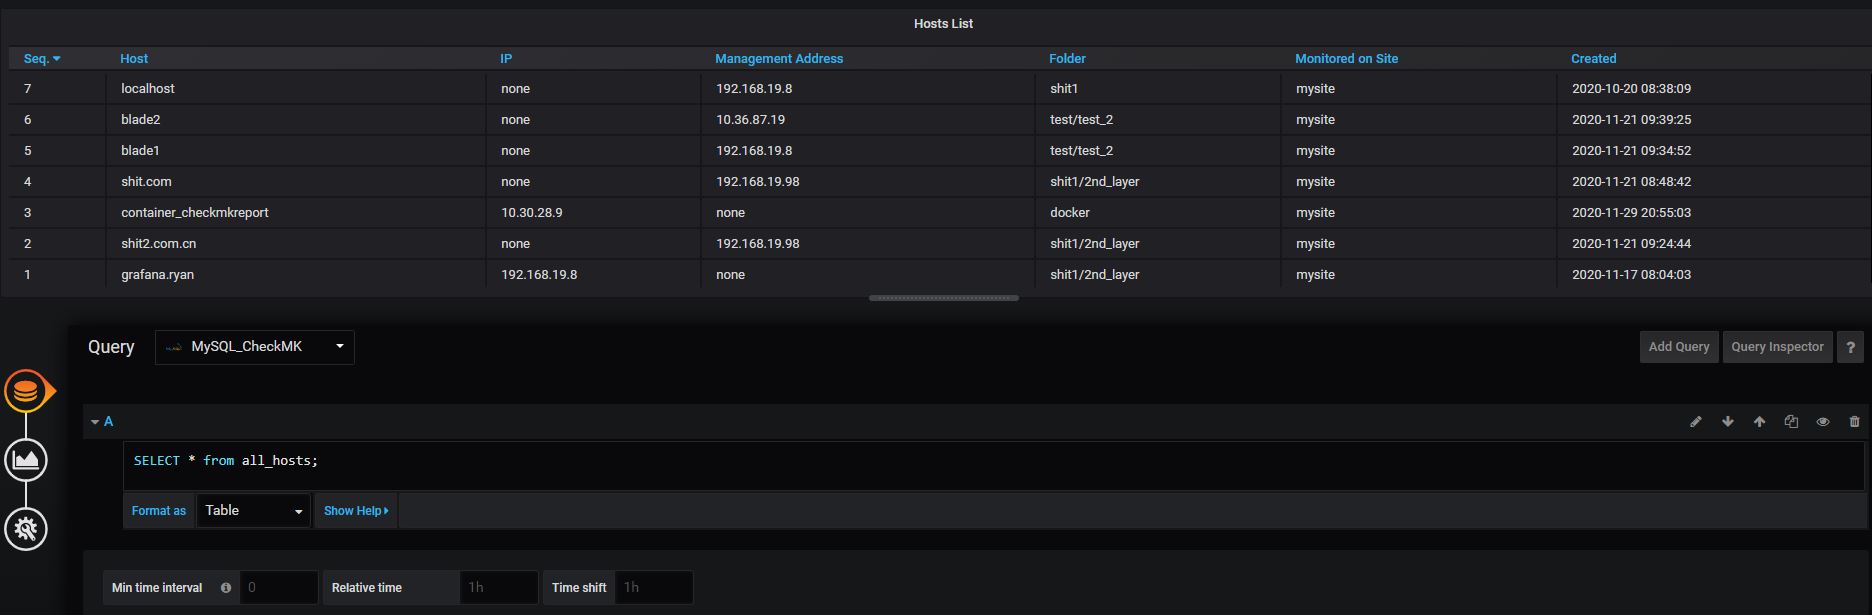 Hosts List
Seq. Host IP Management Address Folder Monitored on Site Created
7 localhost none 192.168.19.8 shit1 mysite 2020-10-20 08:38:09
6 blade2 none 10.36.87.19 test/test_2 mysite 2020-11-21 09:39:25
5 blade1 none 192.168.19.8 test/test_2 mysite 2020-11-21 09:34:52
4 shit.com none 192.168.19.98 shit1/2nd_layer mysite 2020-11-21 08:48:42
3 container_checkmkreport 10.30.28.9 none docker mysite 2020-11-29 20:55:03
2 shit2.com.cn none 192.168.19.98 shit1/2nd_layer mysite 2020-11-21 09:24:44
1 grafana.ryan 192.168.19.8 none shit1/2nd_layer mysite 2020-11-17 08:04:03
Query MySQL_CheckMK Add Query Query Inspector ?
A
SELECT * from all_hosts;
Format as Table Show Help
Min time interval 0 Relative time 1h Time shift 1h